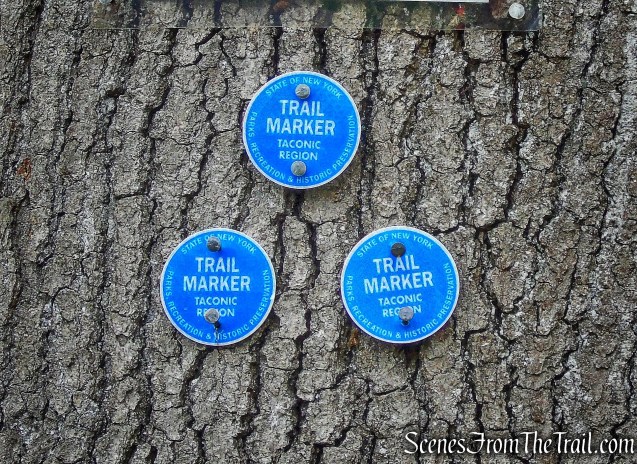 STATE OF NEW YORK
TRAIL
MARKER
TACONIC
REGION
PARKS, RECREATION & HISTORIC PRESERVATION
STATE OF NEW YORK
TRAIL
MARKER
TACONIC
REGION
PARKS, RECREATION & HISTORIC PRESERVATION
STATE OF NEW YORK
TRAIL
MARKER
TACONIC
REGION
PARKS, RECREATION & HISTORIC PRESERVATION
ScenesFromTheTrail.com